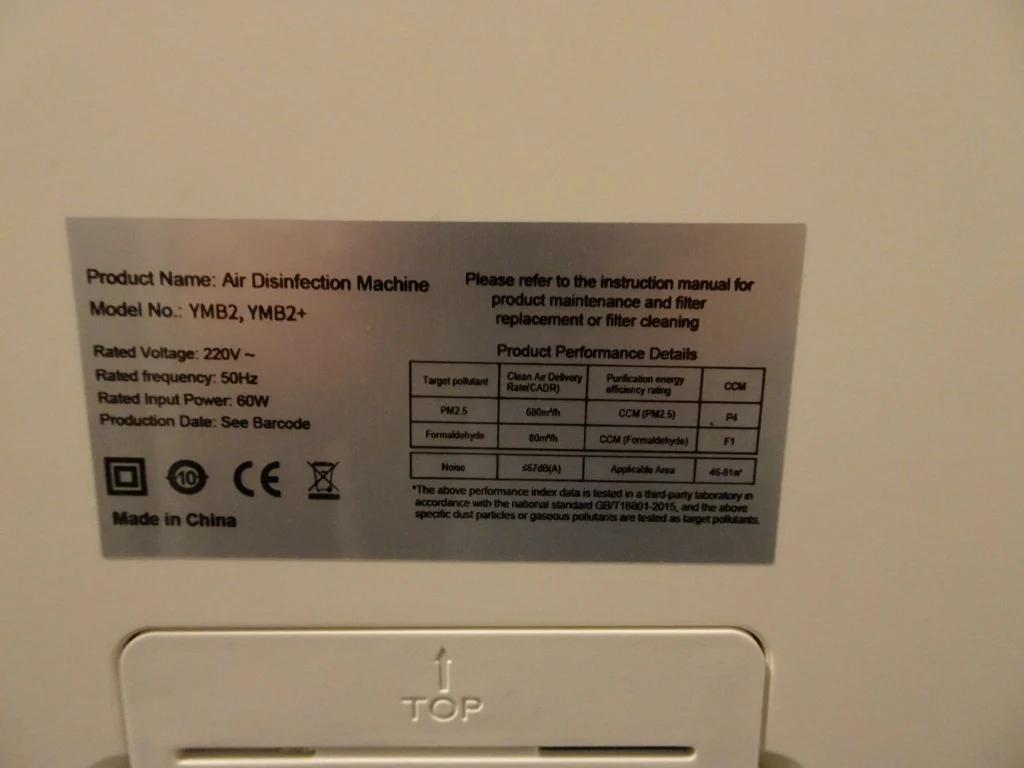 Product Name: Air Disinfection Machine
Model No.: YMB2, YMB2+
Rated Voltage: 220V ~
Rated frequency: 50Hz
Rated Input Power: 60W
Production Date: See Barcode
10
CE
Made in China
Please refer to the instruction manual for
product maintenance and filter
replacement or filter cleaning
Product Performance Details
Target pollutant
Clean Air Delivery
Rate(CADR)
Purification energy
efficiency rating
CCM
PM2.5
680m³/h
CCM (PM2.5)
P4
Formaldehyde
80m³/h
CCM (Formaldehyde)
F1
Noise
≤67dB(A)
Applicable Area
46-81㎡
*The above performance index data is tested in a third-party laboratory in
accordance with the national standard GB/T18801-2015, and the above
specific dust particles or gaseous pollutants are tested as target pollutants.
TOP